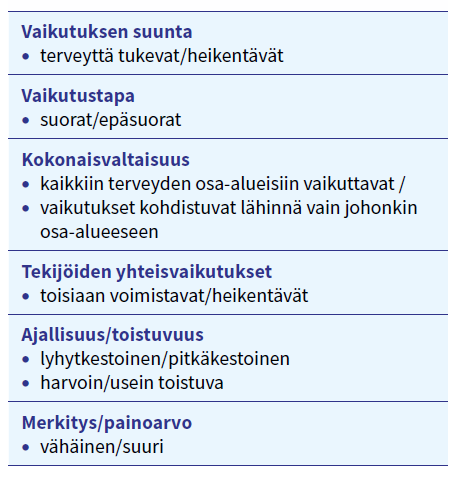 Vaikutuksen suunta
• terveyttä tukevat/heikentävät
Vaikutustapa
• suorat/epäsuorat
Kokonaisvaltaisuus
• kaikkiin terveyden osa-alueisiin vaikuttavat /
• vaikutukset kohdistuvat lähinnä vain johonkin
osa-alueeseen
Tekijöiden yhteisvaikutukset
• toisiaan voimistavat/heikentävät
Ajallisuus/toistuvuus
• lyhytkestoinen/pitkäkestoinen
• harvoin/usein toistuva
Merkitys/painoarvo
• vähäinen/suuri